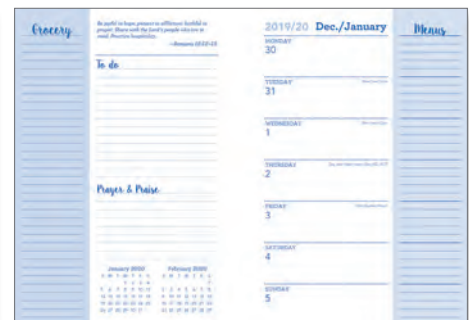 Grocery
Be joyful in hope, patient in affliction, faithful in
prayer. Share with the Lord's people who are in
need. Practice hospitality.
—Romans 12:12-13
To do
Prayer & Praise
January 2020
February 2020
S M T W T F S
S M T W T F S
2019/20 Dec./January
MONDAY
30
TUESDAY
31
WEDNESDAY
1
THURSDAY
2
FRIDAY
3
SATURDAY
4
SUNDAY
5
Menus